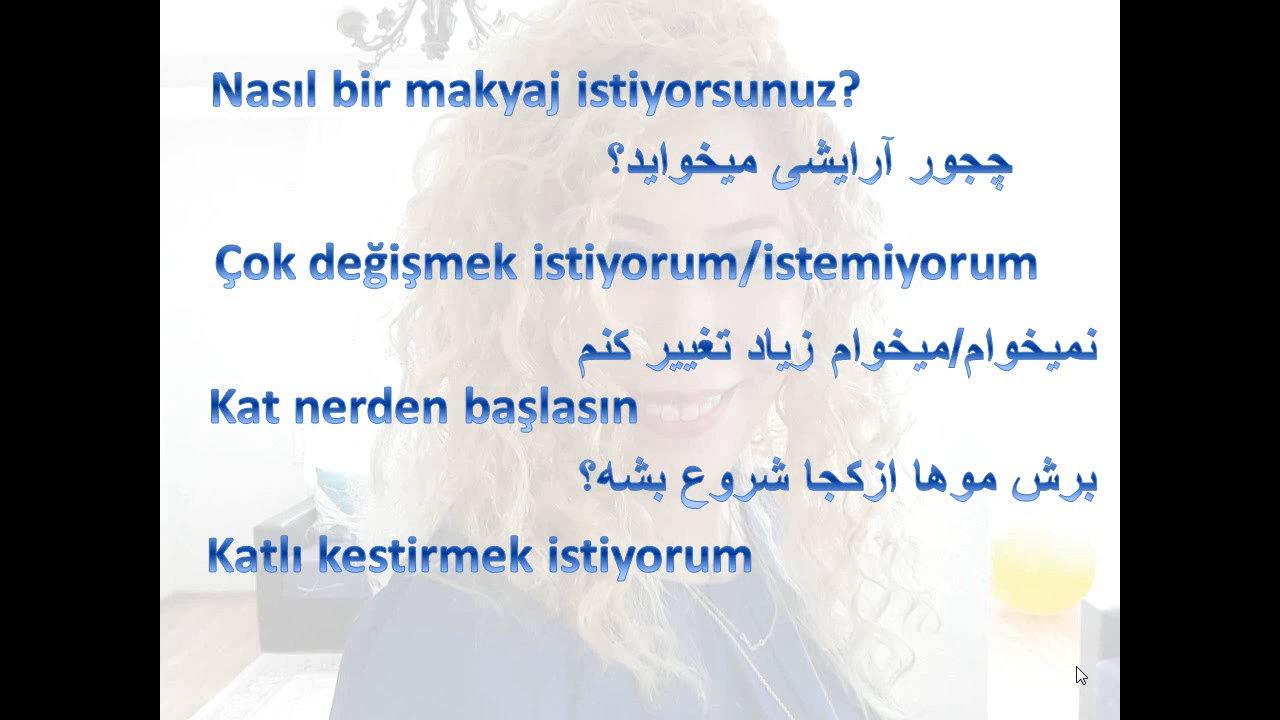 Nasıl bir makyaj istiyorsunuz?
چجور آرایشی میخواید؟
Çok değişmek istiyorum/istemiyorum
نمیخوام/میخوام زیاد تغییر کنم
Kat nerden başlasın
برش موها ازکجا شروع بشه؟
Katlı kestirmek istiyorum